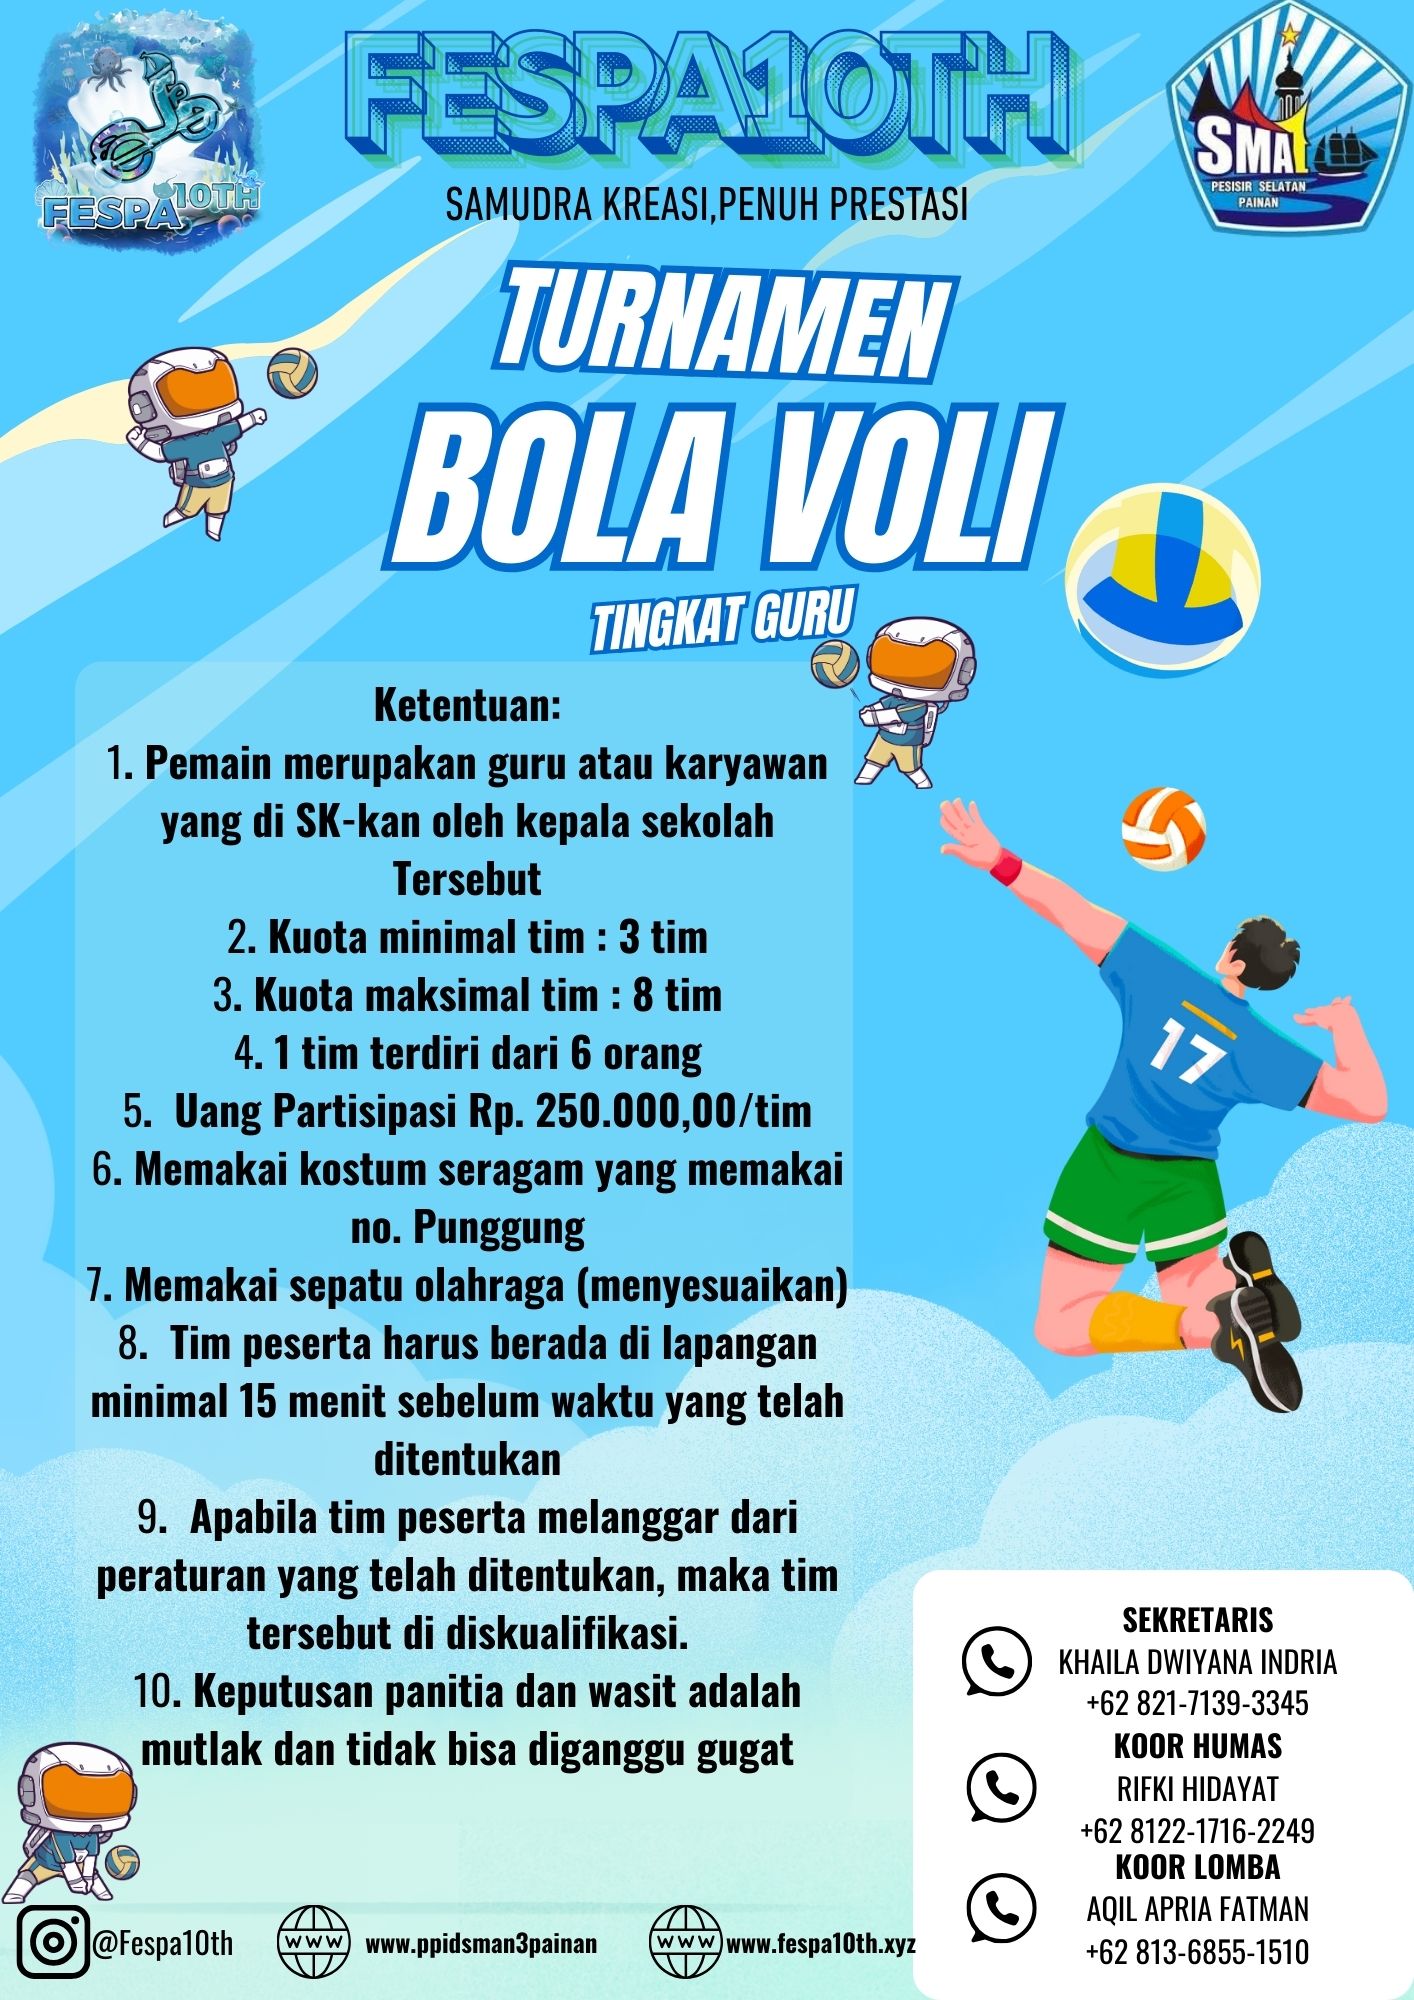 FESPA10TH
FESPA 10TH
SMA 1
PESISIR SELATAN
PAINAN
SAMUDRA KREASI,PENUH PRESTASI
TURNAMEN
BOLA VOLI
TINGKAT GURU
Ketentuan:
1. Pemain merupakan guru atau karyawan
yang di SK-kan oleh kepala sekolah
Tersebut
2. Kuota minimal tim : 3 tim
3. Kuota maksimal tim : 8 tim
4. 1 tim terdiri dari 6 orang
5. Uang Partisipasi Rp. 250.000,00/tim
6. Memakai kostum seragam yang memakai
no. Punggung
7. Memakai sepatu olahraga (menyesuaikan)
8. Tim peserta harus berada di lapangan
minimal 15 menit sebelum waktu yang telah
ditentukan
9. Apabila tim peserta melanggar dari
peraturan yang telah ditentukan, maka tim
tersebut di diskualifikasi.
10. Keputusan panitia dan wasit adalah
mutlak dan tidak bisa diganggu gugat
17
SEKRETARIS
KHAILA DWIYANA INDRIA
+62 821-7139-3345
KOOR HUMAS
RIFKI HIDAYAT
+62 8122-1716-2249
KOOR LOMBA
AQIL APRIA FATMAN
+62 813-6855-1510
@Fespa10th
WWW
www.ppidsman3painan
WWW
www.fespa10th.xyz